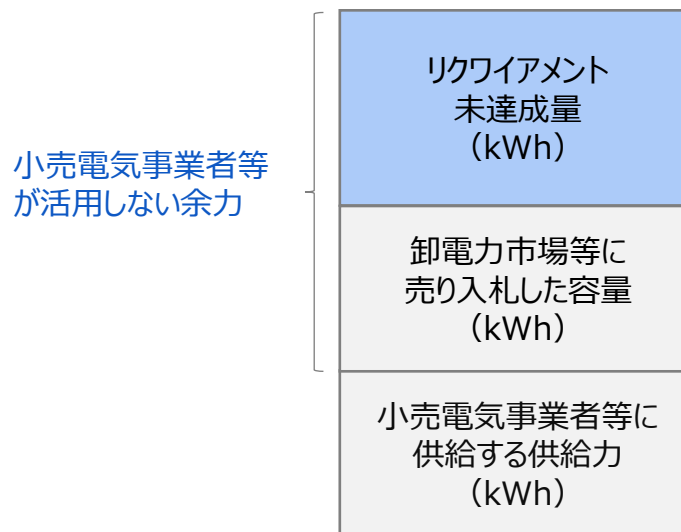 小売電気事業者等
が活用しない余力
リクワイアメント
未達成量
（kWh）
卸電力市場等に
売り入札した容量
（kWh）
小売電気事業者等に
供給する供給力
（kWh）